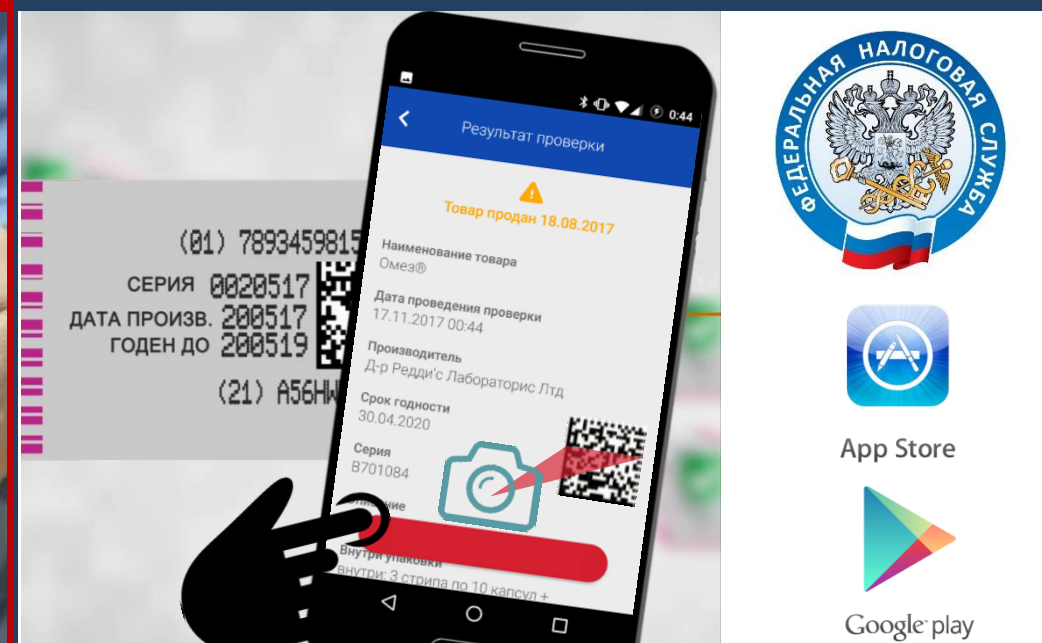 (01) 7893459815
СЕРИЯ 0020517
ДАТА ПРОИЗВ. 200517
ГОДЕН ДО 200519
(21) A56HW
0:44
Результат проверки
Товар продан 18.08.2017
Наименование товара
Омез®
Дата проведения проверки
17.11.2017 00:44
Производитель
Д-р Редди'с Лабораторис Лтд
Срок годности
30.04.2020
Серия
B701084
Внутри упаковки
внутри: 3 стрипа по 10 капсул +
ФЕДЕРАЛЬНАЯ НАЛОГОВАЯ СЛУЖБА
App Store
Google play